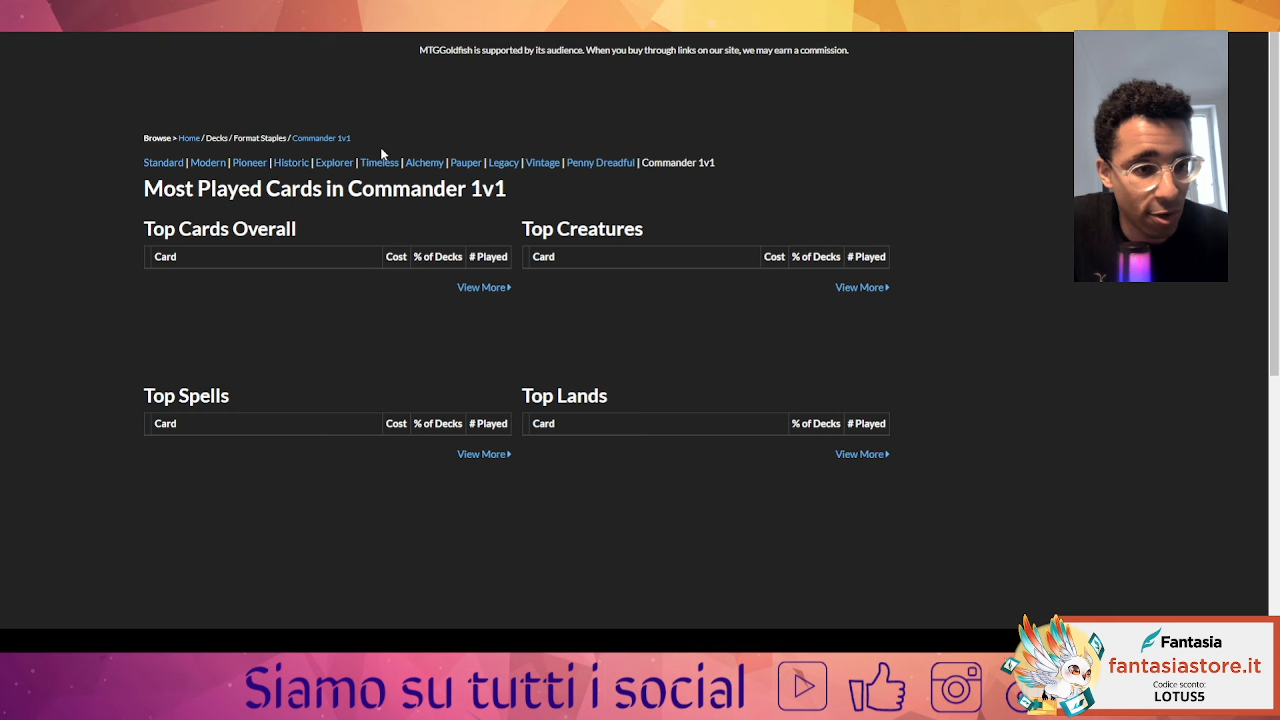 MTGGoldfish is supported by its audience. When you buy through links on our site, we may earn a commission.
Browse > Home / Decks / Format Staples / Commander 1v1
Standard | Modern | Pioneer | Historic | Explorer | Timeless | Alchemy | Pauper | Legacy | Vintage | Penny Dreadful | Commander 1v1
Most Played Cards in Commander 1v1
Top Cards Overall
Card Cost % of Decks # Played
View More
Top Creatures
Card Cost % of Decks # Played
View More
Top Spells
Card Cost % of Decks # Played
View More
Top Lands
Card % of Decks # Played
View More
Siamo su tutti i social
Fantasia
fantasiastore.it
Codice sconto:
LOTUS5